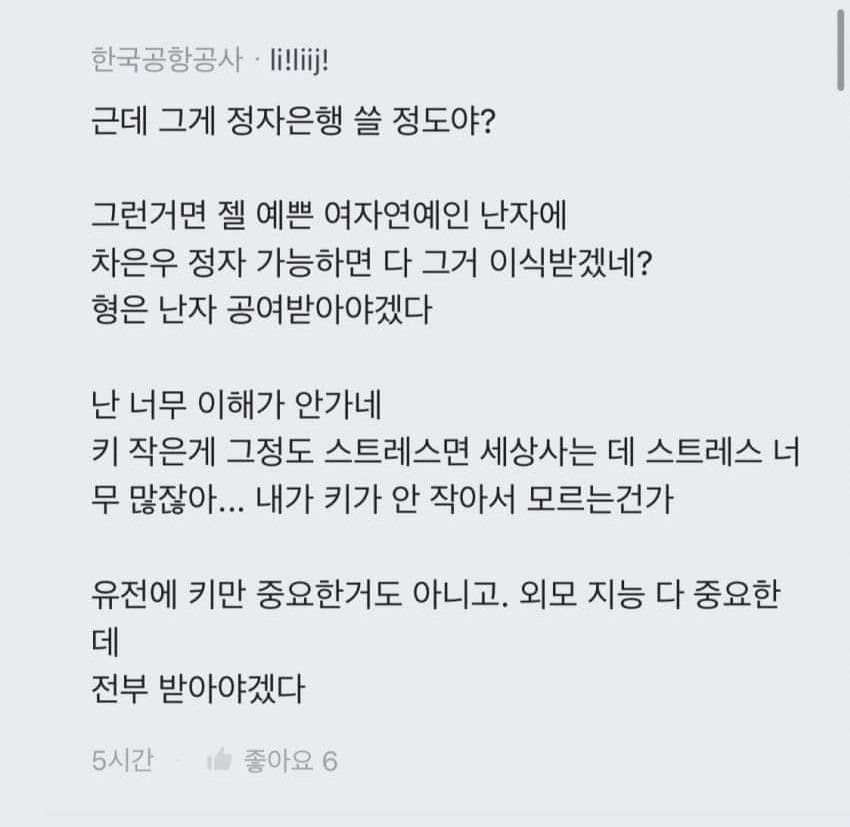 한국공항공사 · li!liij!
근데 그게 정자은행 쓸 정도야?
그런거면 젤 예쁜 여자연예인 난자에
차은우 정자 가능하면 다 그거 이식받겠네?
형은 난자 공여받아야겠다
난 너무 이해가 안가네
키 작은게 그정도 스트레스면 세상사는 데 스트레스 너
무 많잖아... 내가 키가 안 작아서 모르는건가
유전에 키만 중요한거도 아니고. 외모 지능 다 중요한
데
전부 받아야겠다
5시간 · 좋아요 6